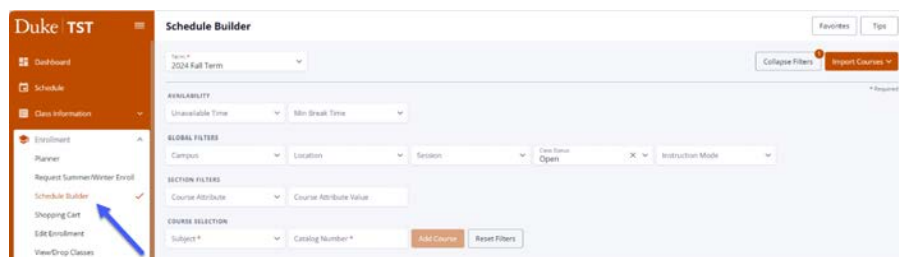 Duke TST
Schedule Builder
Favorites
Tips
Dashboard
Term *
2024 Fall Term
Collapse Filters
1
Import Courses
Schedule
* Required
AVAILABILITY
Class Information
Unavailable Time
Min Break Time
Enrollment
GLOBAL FILTERS
Planner
Campus
Location
Session
Class Status
Open
Instruction Mode
Request Summer/Winter Enroll
SECTION FILTERS
Schedule Builder
Course Attribute
Course Attribute Value
Shopping Cart
COURSE SELECTION
Edit Enrollment
Subject *
Catalog Number *
Add Course
Reset Filters
View/Drop Classes